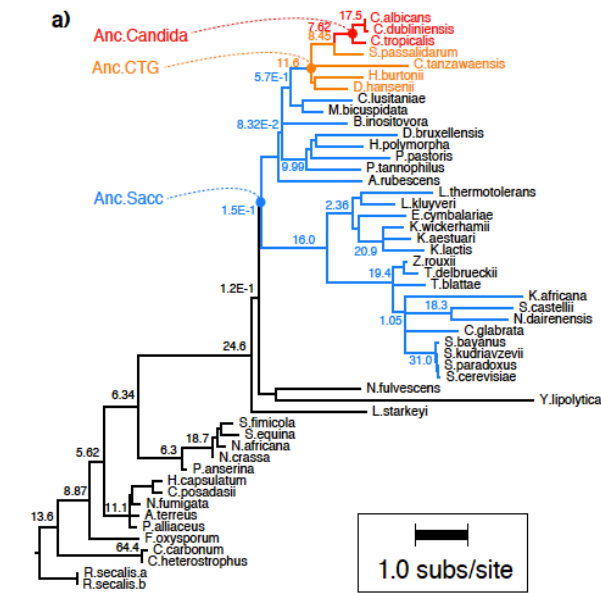 a)
17.5
C.albicans
7.62
C.dubliniensis
Anc.Candida
8.45
C.tropicalis
S.passalidarum
Anc.CTG
11.6
C.tanzawaensis
5.7E-1
H.burtonii
D.hansenii
C.lusitaniae
M.bicuspidata
8.32E-2
B.inositovora
D.bruxellensis
H.polymorpha
P.pastoris
9.99
P.tannophilus
A.rubescens
Anc.Sacc
L.thermotolerans
1.5E-1
2.36
L.kluyveri
E.cymbalariae
K.wickerhamii
16.0
K.aestuari
20.9
K.lactis
Z.rouxii
19.4
T.delbrueckii
T.blattae
1.2E-1
K.africana
18.3
S.castellii
1.05
N.dairenensis
C.glabrata
S.bayanus
24.6
S.kudriavzevii
31.0
S.paradoxus
S.cerevisiae
N.fulvescens
6.34
Y.lipolytica
L.starkeyi
S.fimicola
18.7
S.equina
N.africana
5.62
6.3
N.crassa
P.anserina
H.capsulatum
8.87
C.posadasii
11.1
N.fumigata
A.terreus
13.6
P.alliaceus
F.oxysporum
64.4
C.carbonum
C.heterostrophus
R.secalis.a
R.secalis.b
1.0 subs/site